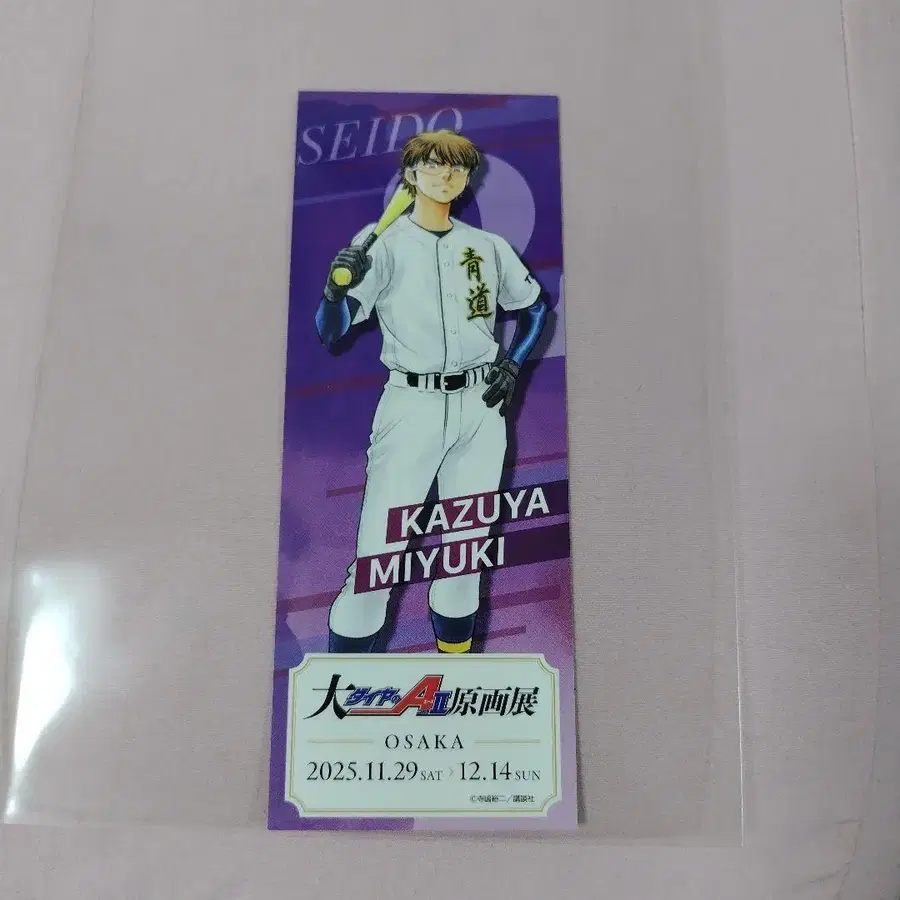 SEIDO
青道
KAZUYA
MIYUKI
大ダイヤのAII原画展
OSAKA
2025.11.29 SAT › 12.14 SUN
©寺嶋裕二／講談社